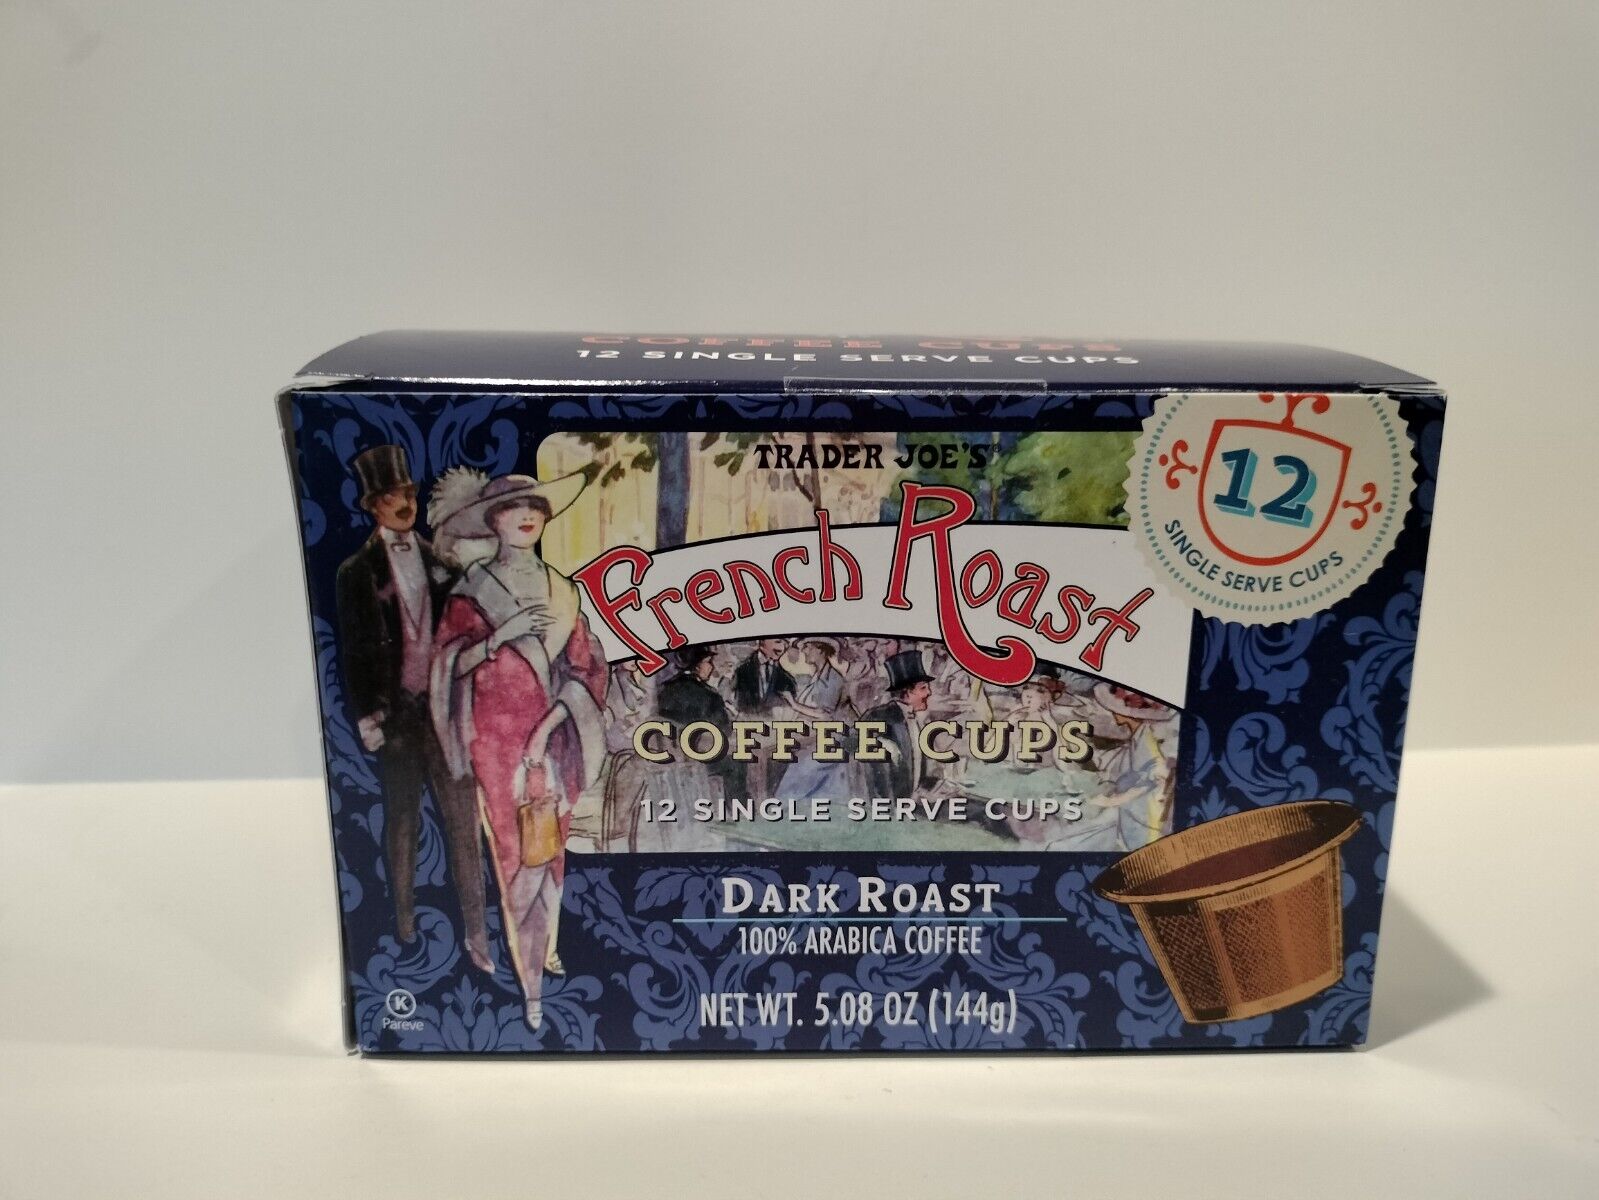 COFFEE CUPS
12 SINGLE SERVE CUPS
TRADER JOE'S®
French Roast
COFFEE CUPS
12 SINGLE SERVE CUPS
12
SINGLE SERVE CUPS
DARK ROAST
100% ARABICA COFFEE
NET WT. 5.08 OZ (144g)
K
Pareve